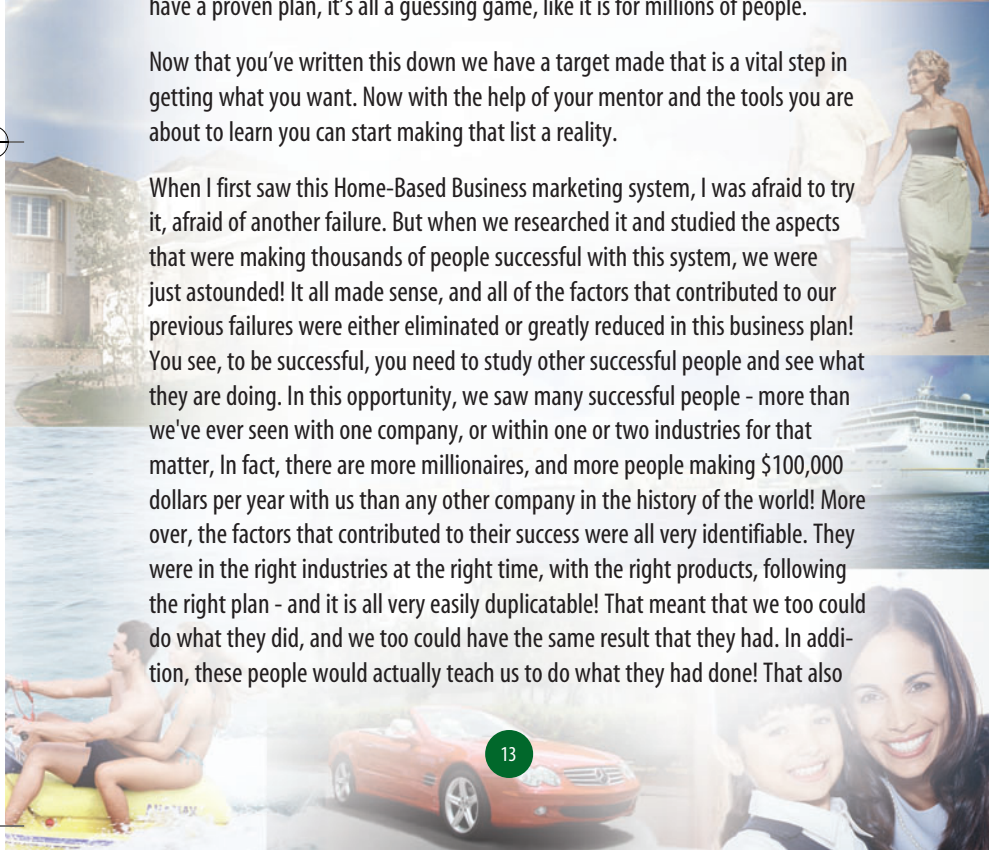 have a proven plan, it's all a guessing game, like it is for millions of people.
Now that you've written this down we have a target made that is a vital step in
getting what you want. Now with the help of your mentor and the tools you are
about to learn you can start making that list a reality.
When I first saw this Home-Based Business marketing system, I was afraid to try
it, afraid of another failure. But when we researched it and studied the aspects
that were making thousands of people successful with this system, we were
just astounded! It all made sense, and all of the factors that contributed to our
previous failures were either eliminated or greatly reduced in this business plan!
You see, to be successful, you need to study other successful people and see what
they are doing. In this opportunity, we saw many successful people - more than
we've ever seen with one company, or within one or two industries for that
matter, In fact, there are more millionaires, and more people making $100,000
dollars per year with us than any other company in the history of the world! More
over, the factors that contributed to their success were all very identifiable. They
were in the right industries at the right time, with the right products, following
the right plan - and it is all very easily duplicatable! That meant that we too could
do what they did, and we too could have the same result that they had. In addi-
tion, these people would actually teach us to do what they had done! That also
13